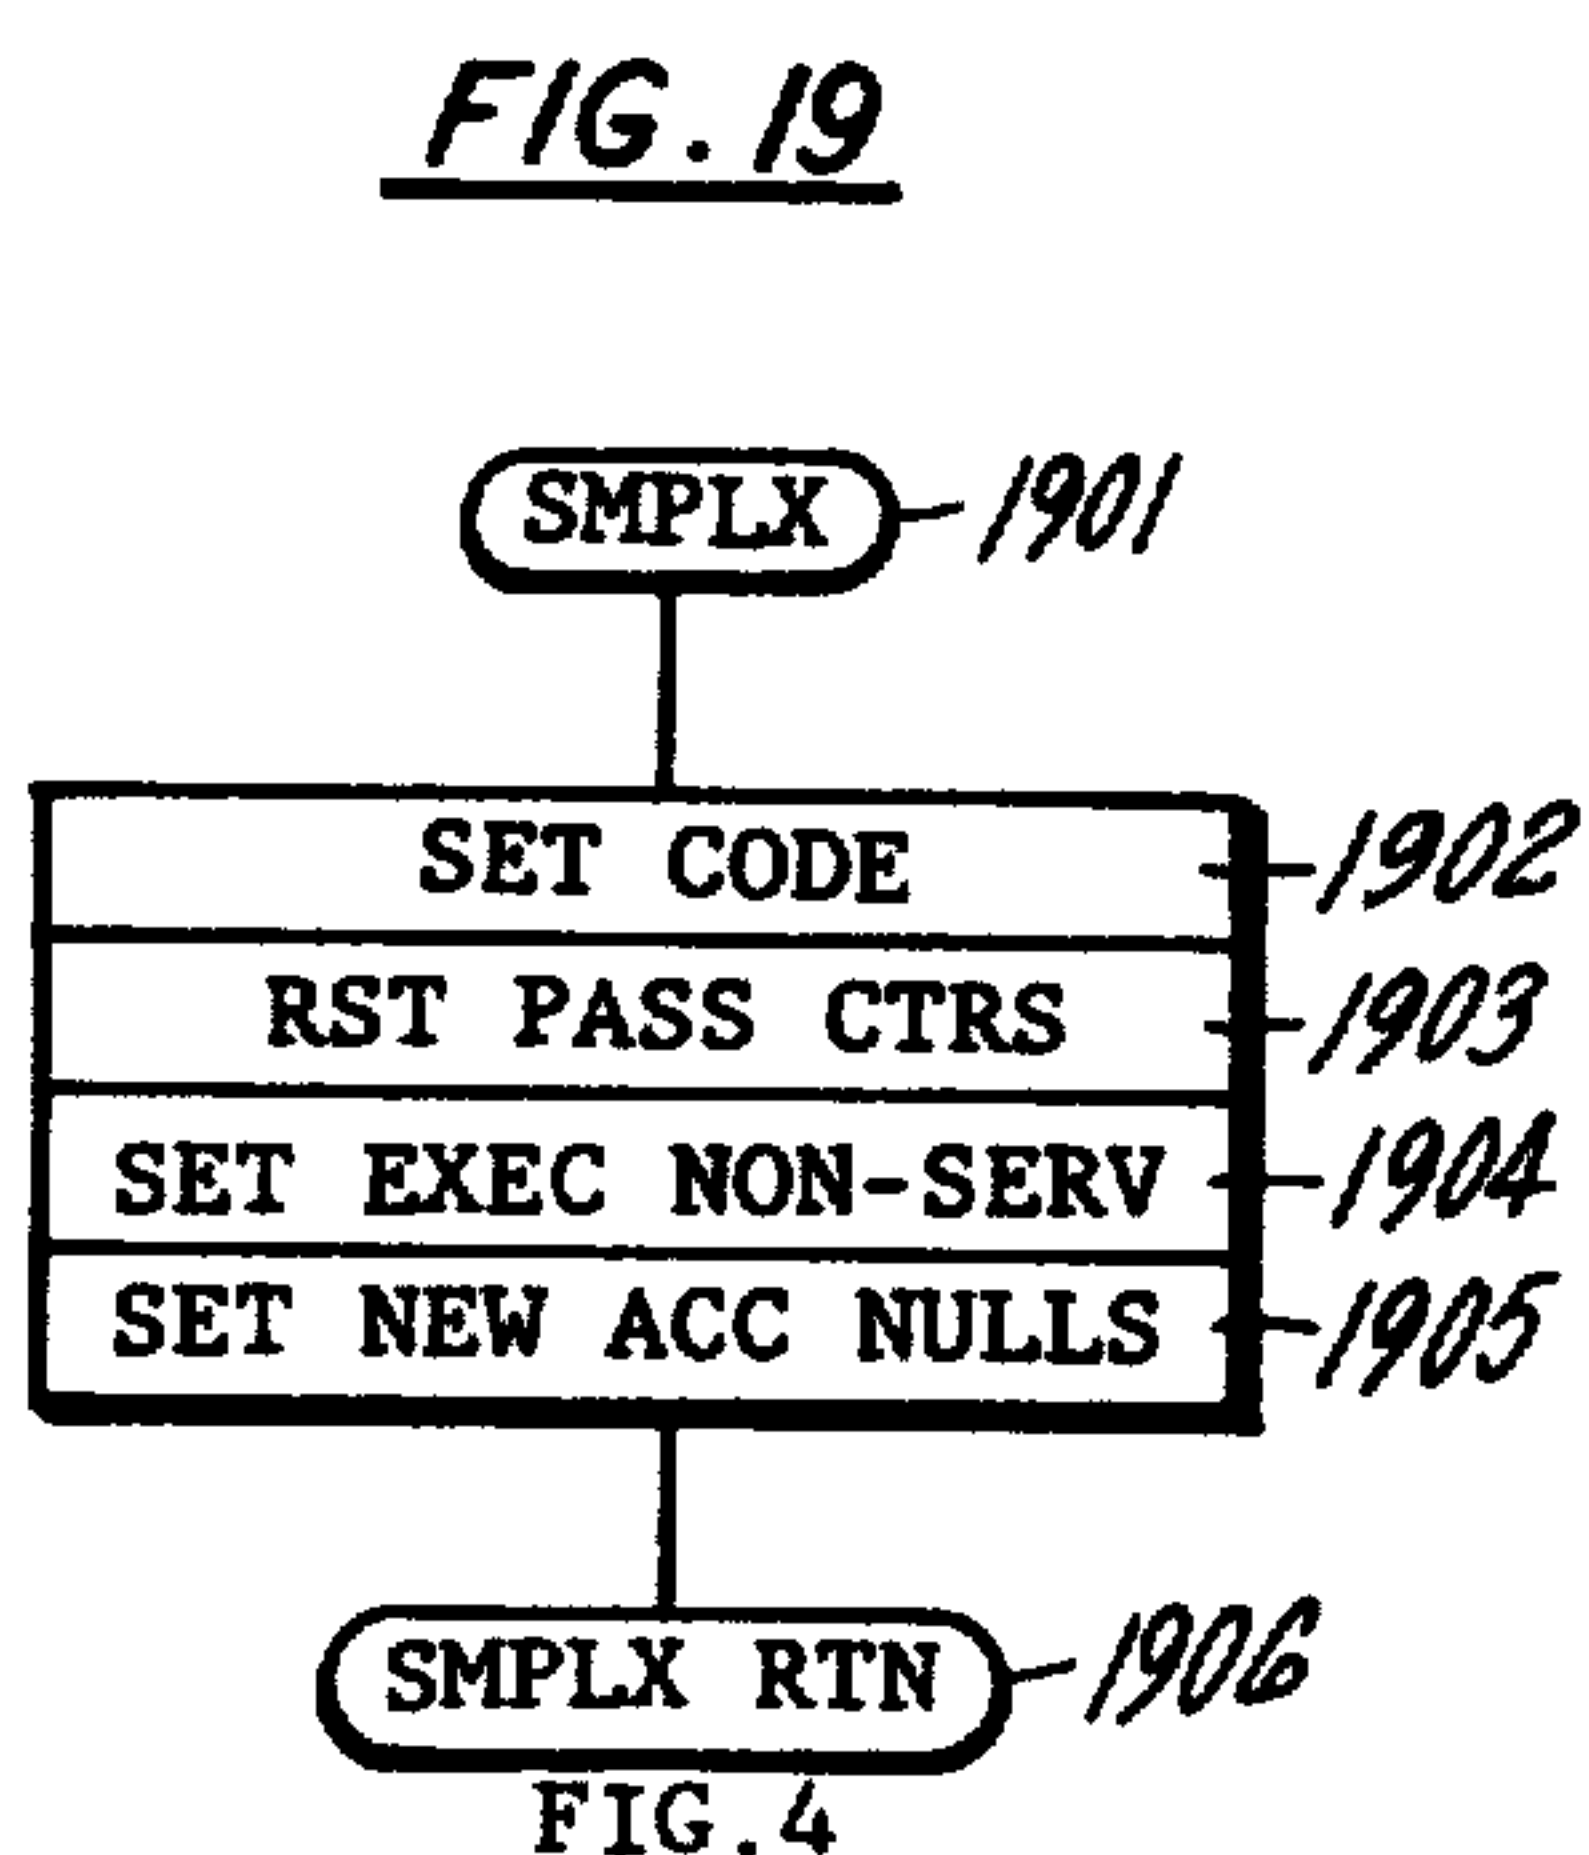 FIG. 19
SMPLX
1901
SET CODE
1902
RST PASS CTRS
1903
SET EXEC NON-SERV
1904
SET NEW ACC NULLS
1905
SMPLX RTN
1906
FIG.4